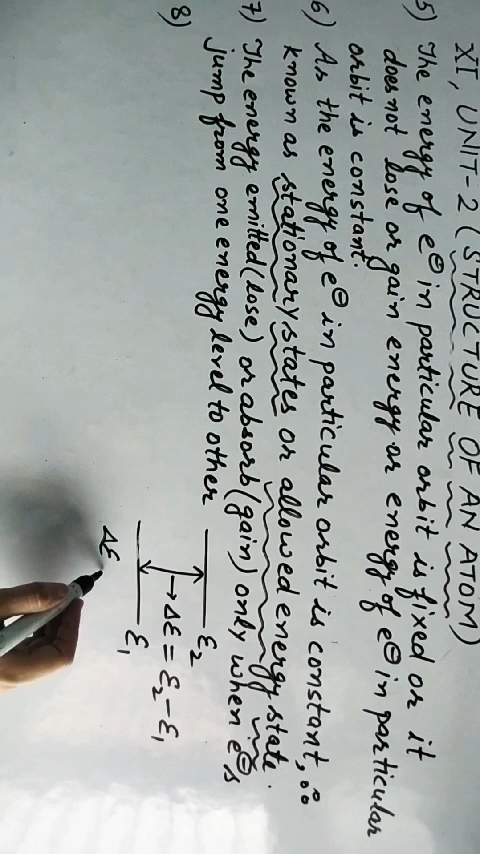 XI, UNIT-2 (STRUCTURE OF AN ATOM)
5) The energy of e⊖ in particular orbit is fixed or it
does not lose or gain energy or energy of e⊖ in particular
orbit is constant.
6) As the energy of e⊖ in particular orbit is constant, ∴
known as stationary states or allowed energy state.
7) The energy emitted (lose) or absorb (gain) only when e⊖s
jump from one energy level to other
E2
→ ΔE = E2 - E1
E1
8)
ΔE